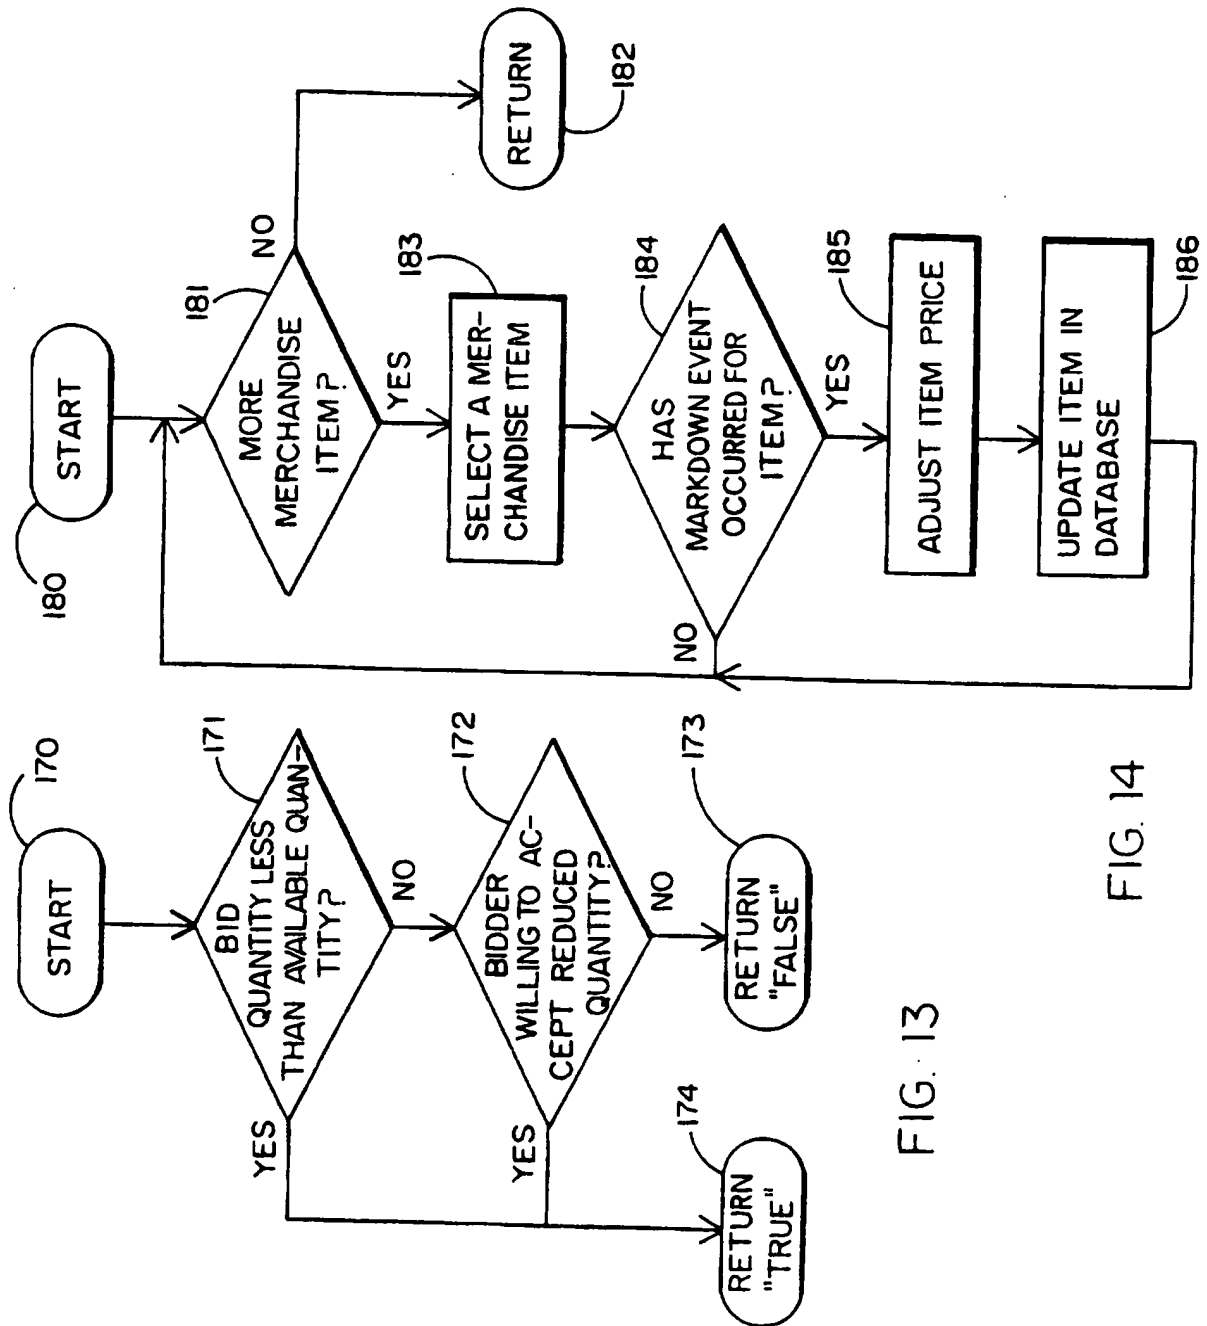 170
START
171
BID
QUANTITY LESS
THAN AVAILABLE QUAN-
TITY?
YES
NO
172
BIDDER
WILLING TO AC-
CEPT REDUCED
QUANTITY?
YES
NO
174
RETURN
"TRUE"
173
RETURN
"FALSE"
FIG. 13
180
START
181
MORE
MERCHANDISE
ITEM?
NO
YES
RETURN
182
183
SELECT A MER-
CHANDISE ITEM
184
HAS
MARKDOWN EVENT
OCCURRED FOR
ITEM?
NO
YES
185
ADJUST ITEM PRICE
186
UPDATE ITEM IN
DATABASE
FIG. 14